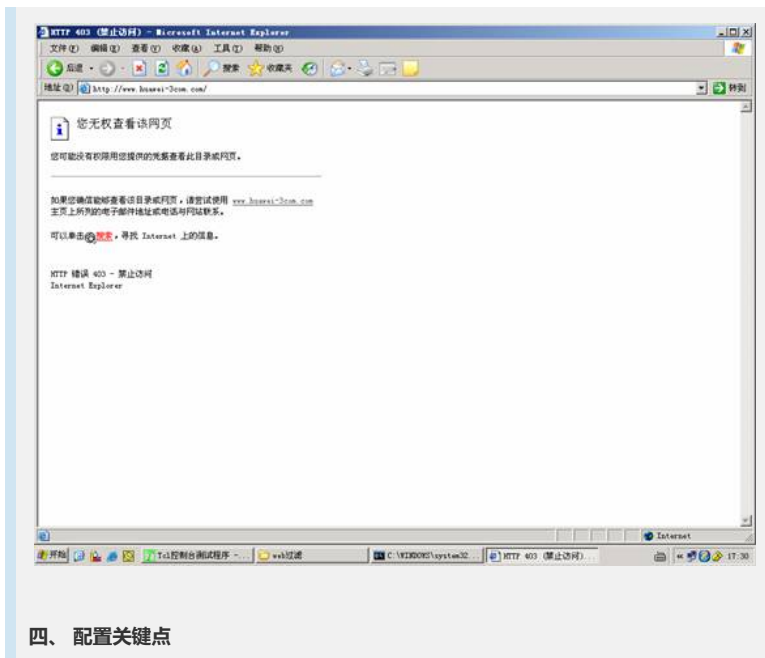 HTTP 403 (禁止访问) - Microsoft Internet Explorer
文件(F) 编辑(E) 查看(V) 收藏(A) 工具(T) 帮助(H)
后退 搜索 收藏夹
地址(D) http://www.huawei-3com.com/ 转到
您无权查看该网页
您可能没有权限用您提供的凭据查看此目录或网页。
如果您确信能够查看该目录或网页，请尝试使用 www.huawei-3com.com
主页上所列的电子邮件地址或电话与网站联系。
可以单击 搜索，寻找 Internet 上的信息。
HTTP 错误 403 - 禁止访问
Internet Explorer
Internet
开始 Tcl控制台测试程序 -... web过滤 C:\WINDOWS\system32... HTTP 403 (禁止访问)... 17:30
四、 配置关键点